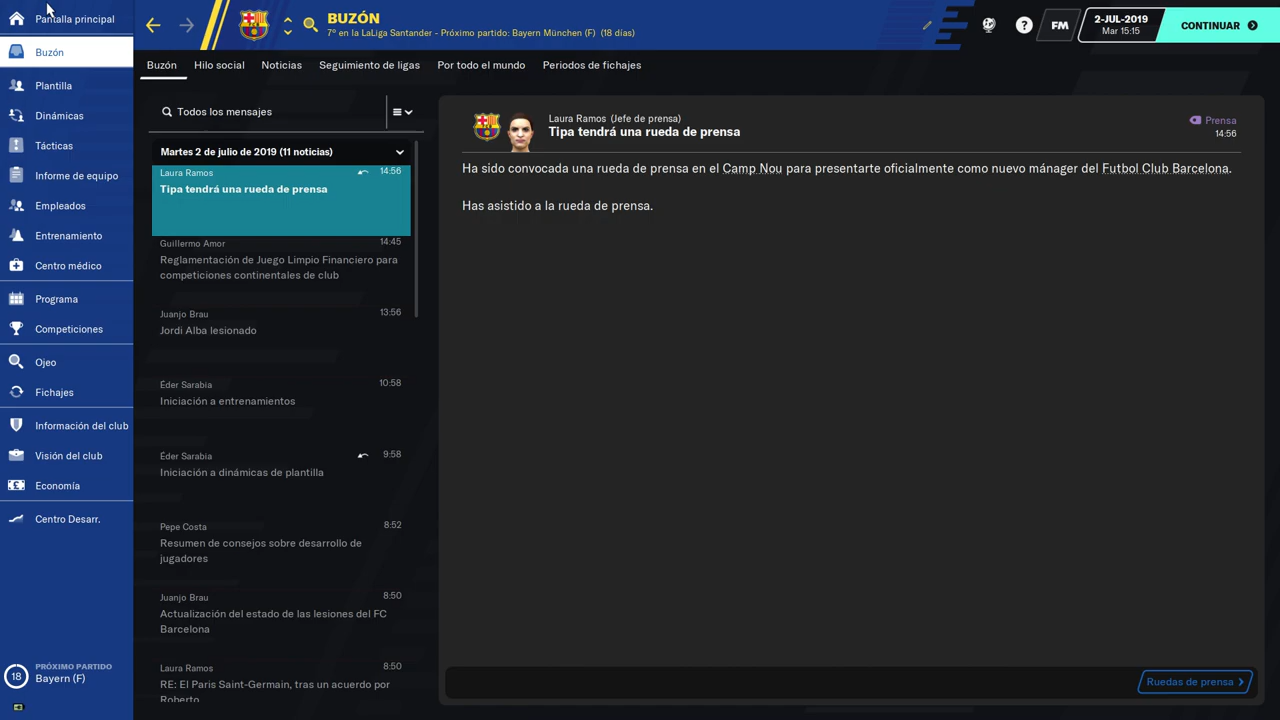 Pantalla principal
Buzón
Plantilla
Dinámicas
Tácticas
Informe de equipo
Empleados
Entrenamiento
Centro médico
Programa
Competiciones
Ojeo
Fichajes
Información del club
Visión del club
Economía
Centro Desarr.
18
PRÓXIMO PARTIDO
Bayern (F)
BUZÓN
7º en la LaLiga Santander - Próximo partido: Bayern München (F) (18 días)
?
FM
2-JUL-2019
Mar 15:15
CONTINUAR
Buzón Hilo social Noticias Seguimiento de ligas Por todo el mundo Periodos de fichajes
Todos los mensajes
Martes 2 de julio de 2019 (11 noticias)
Laura Ramos 14:56
Tipa tendrá una rueda de prensa
Guillermo Amor 14:45
Reglamentación de Juego Limpio Financiero para
competiciones continentales de club
Juanjo Brau 13:56
Jordi Alba lesionado
Éder Sarabia 10:58
Iniciación a entrenamientos
Éder Sarabia 9:58
Iniciación a dinámicas de plantilla
Pepe Costa 8:52
Resumen de consejos sobre desarrollo de
jugadores
Juanjo Brau 8:50
Actualización del estado de las lesiones del FC
Barcelona
Laura Ramos 8:50
RE: El Paris Saint-Germain, tras un acuerdo por
Roberto
Laura Ramos (Jefe de prensa)
Tipa tendrá una rueda de prensa
Prensa
14:56
Ha sido convocada una rueda de prensa en el Camp Nou para presentarte oficialmente como nuevo mánager del Futbol Club Barcelona.
Has asistido a la rueda de prensa.
Ruedas de prensa